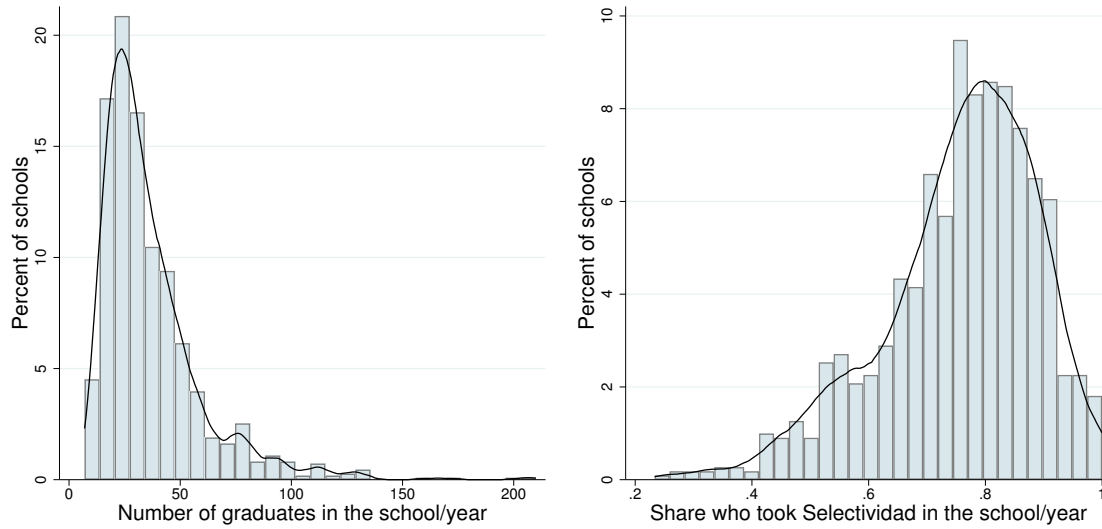 Percent of schools
20
15
10
5
0
0 50 100 150 200
Number of graduates in the school/year
Percent of schools
10
8
6
4
2
0
.2 .4 .6 .8 1
Share who took Selectividad in the school/year